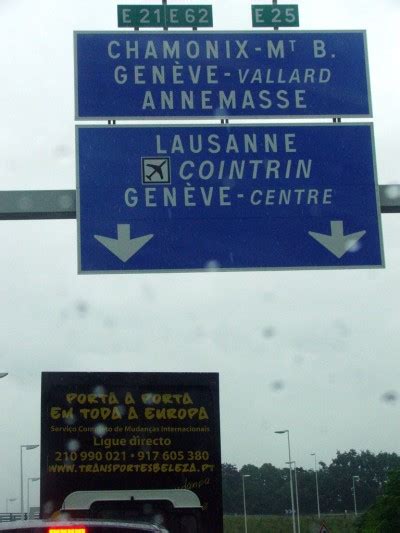 E 21 E 62 E 25
CHAMONIX-MT B.
GENÈVE-VALLARD
ANNEMASSE
LAUSANNE
COINTRIN
GENÈVE-CENTRE
PORTA A PORTA
EM TODA A EUROPA
Serviço Completo de Mudanças Internacionais
Ligue directo
210 990 021 · 917 605 380
WWW.TRANSPORTESBELEZA.PT